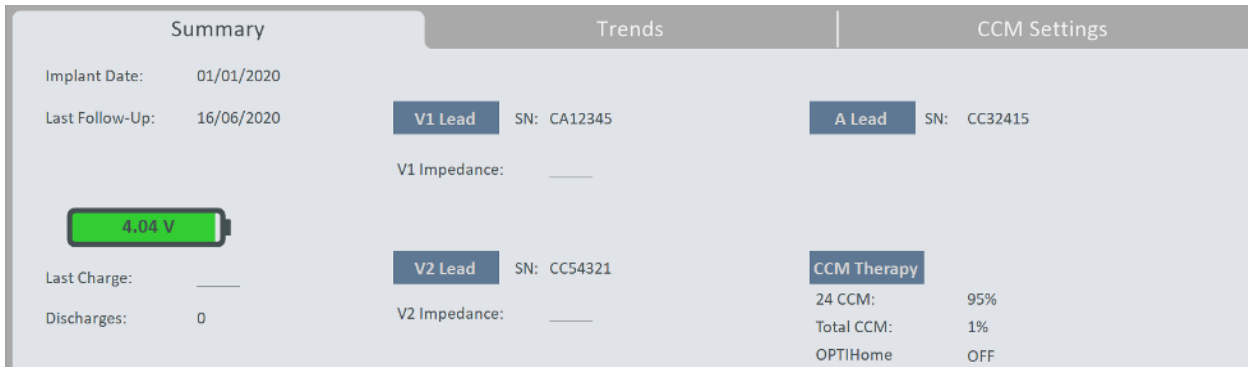 Summary Trends CCM Settings
Implant Date: 01/01/2020
Last Follow-Up: 16/06/2020 V1 Lead SN: CA12345 A Lead SN: CC32415
V1 Impedance:
4.04 V
Last Charge: V2 Lead SN: CC54321 CCM Therapy
Discharges: 0 V2 Impedance: 24 CCM: 95%
Total CCM: 1%
OPTIHome OFF